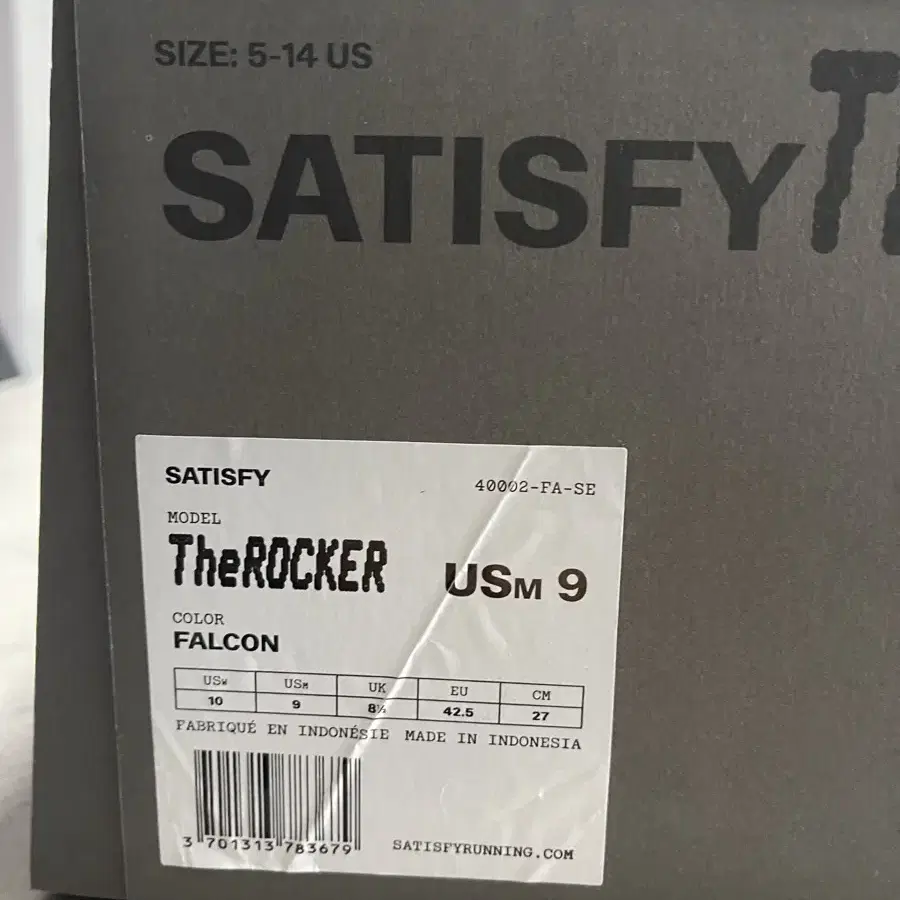 SIZE: 5-14 US
SATISFY
SATISFY 40002-FA-SE
MODEL
TheROCKER USM 9
COLOR
FALCON
USW USM UK EU CM
10 9 8½ 42.5 27
FABRIQUÉ EN INDONÉSIE MADE IN INDONESIA
3 701313 783679
SATISFYRUNNING.COM